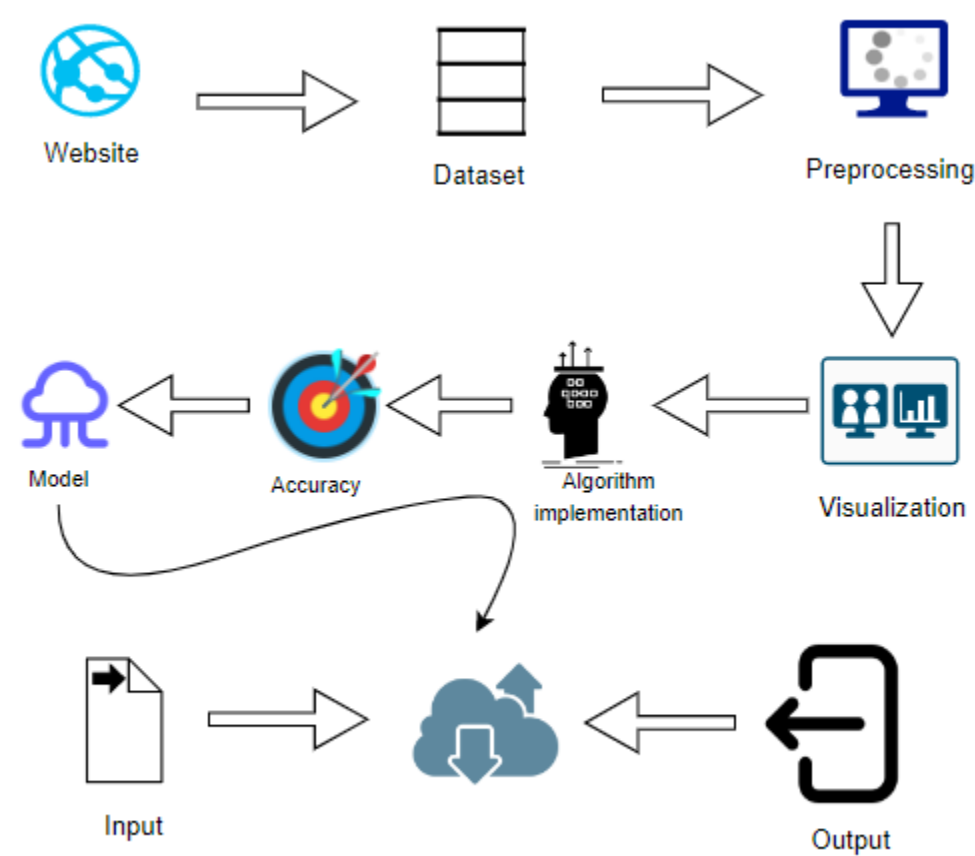 Website
Dataset
Preprocessing
Model
Accuracy
Algorithm
implementation
Visualization
Input
Output